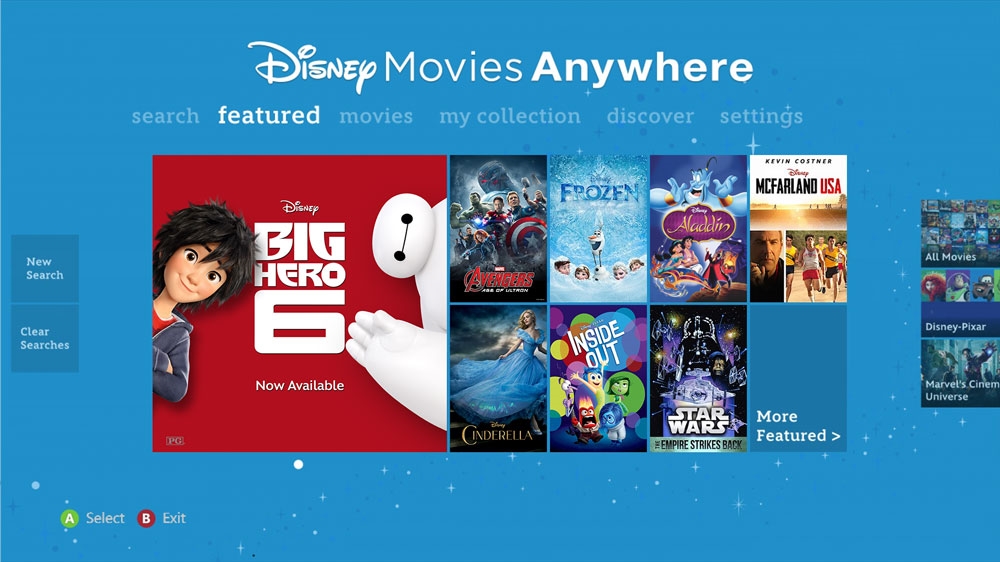 Disney Movies Anywhere
search featured movies my collection discover settings
New
Search
Clear
Searches
Disney
BIG
HERO
6
Now Available
PG
AVENGERS
AGE OF ULTRON
Disney
FROZEN
Disney
Aladdin
KEVIN COSTNER
Disney
MCFARLAND USA
Disney
CINDERELLA
INSIDE
OUT
STAR
WARS
THE EMPIRE STRIKES BACK
More
Featured >
All Movies
Disney-Pixar
Marvel's Cinem
Universe
A Select B Exit